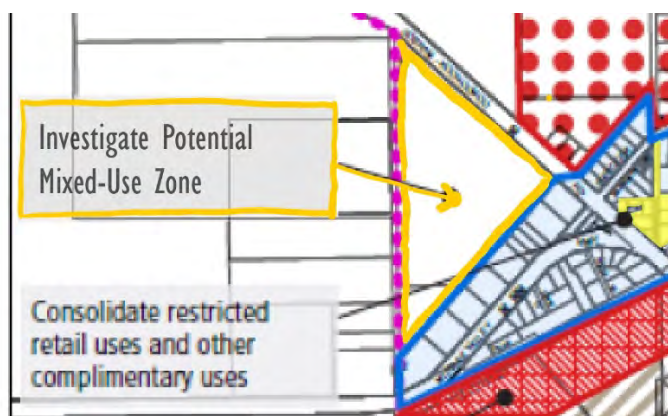 Investigate Potential
Mixed-Use Zone
Consolidate restricted
retail uses and other
complimentary uses